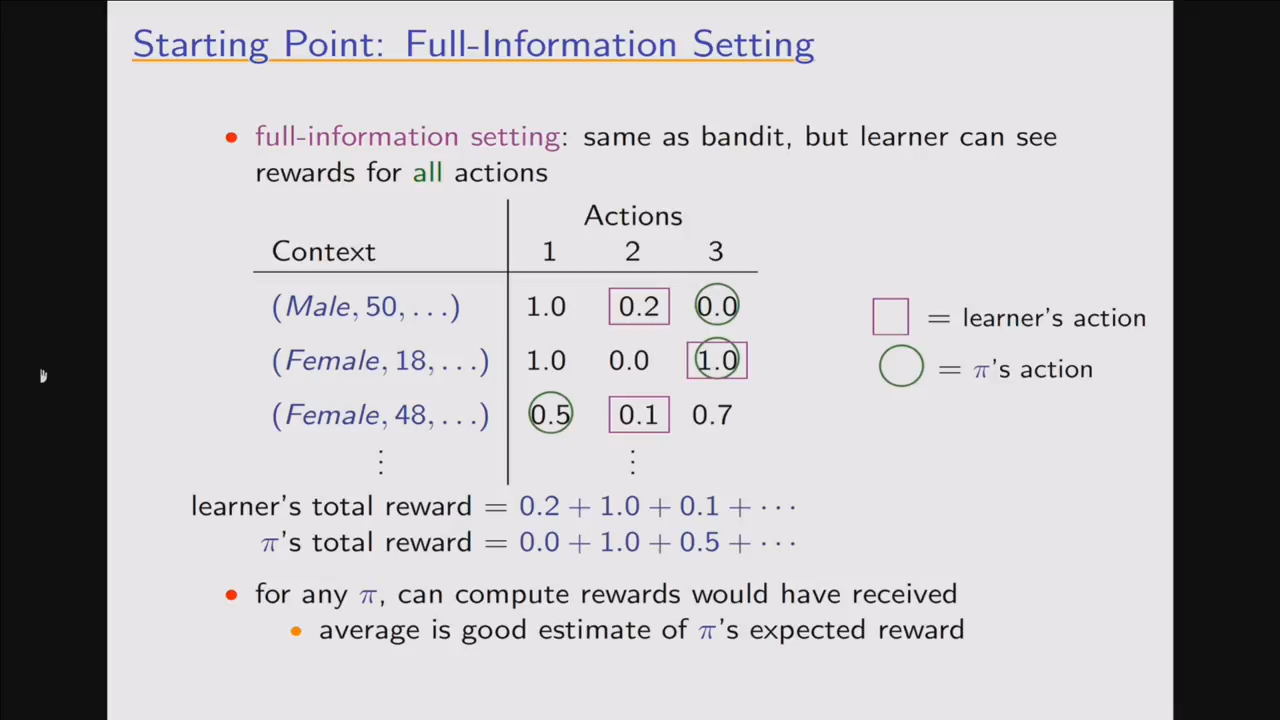 Starting Point: Full-Information Setting
• full-information setting: same as bandit, but learner can see
rewards for all actions
Actions
Context 1 2 3
(Male, 50, . . .) 1.0 0.2 0.0
(Female, 18, . . .) 1.0 0.0 1.0
(Female, 48, . . .) 0.5 0.1 0.7
⋮ ⋮
= learner's action
= π's action
learner's total reward = 0.2 + 1.0 + 0.1 + · · ·
π's total reward = 0.0 + 1.0 + 0.5 + · · ·
• for any π, can compute rewards would have received
• average is good estimate of π's expected reward